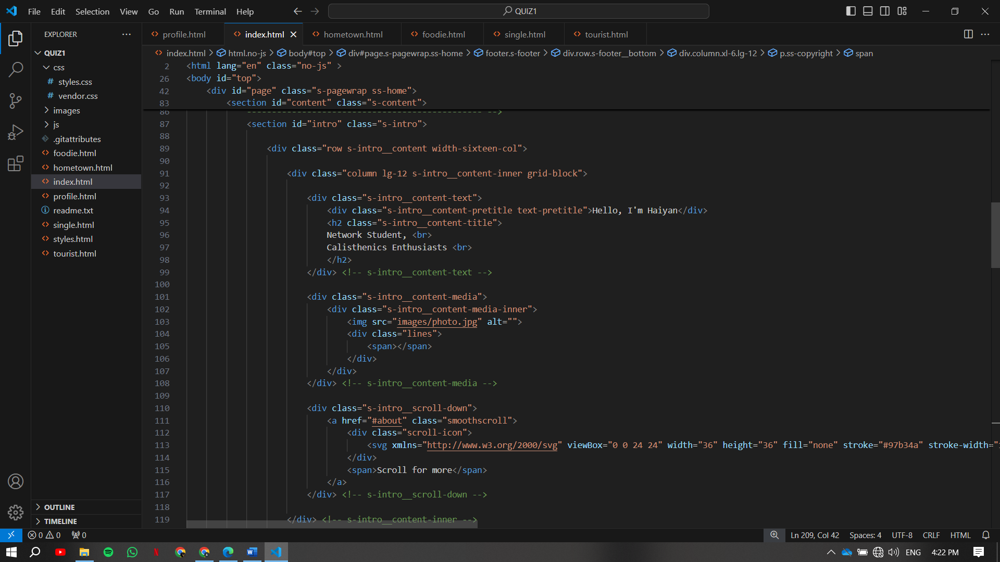 File Edit Selection View Go Run Terminal Help QUIZ1
EXPLORER
profile.html index.html hometown.html foodie.html single.html tourist.html
QUIZ1
css
styles.css
vendor.css
images
js
.gitattributes
foodie.html
hometown.html
index.html
profile.html
readme.txt
single.html
styles.html
tourist.html
OUTLINE
TIMELINE
index.html > html.no-js > body#top > div#page.s-pagewrap.ss-home > footer.s-footer > div.row.s-footer__bottom > div.column.xl-6.lg-12 > p.ss-copyright > span
2 <html lang="en" class="no-js" >
26 <body id="top">
42 <div id="page" class="s-pagewrap ss-home">
83 <section id="content" class="s-content">
86 ----------------------------------------------- -->
87 <section id="intro" class="s-intro">
88
89 <div class="row s-intro__content width-sixteen-col">
90
91 <div class="column lg-12 s-intro__content-inner grid-block">
92
93 <div class="s-intro__content-text">
94 <div class="s-intro__content-pretitle text-pretitle">Hello, I'm Haiyan</div>
95 <h2 class="s-intro__content-title">
96 Network Student, <br>
97 Calisthenics Enthusiasts <br>
98 </h2>
99 </div> <!-- s-intro__content-text -->
100
101 <div class="s-intro__content-media">
102 <div class="s-intro__content-media-inner">
103 <img src="images/photo.jpg" alt="">
104 <div class="lines">
105 <span></span>
106 </div>
107 </div>
108 </div> <!-- s-intro__content-media -->
109
110 <div class="s-intro__scroll-down">
111 <a href="#about" class="smoothscroll">
112 <div class="scroll-icon">
113 <svg xmlns="http://www.w3.org/2000/svg" viewBox="0 0 24 24" width="36" height="36" fill="none" stroke="#97b34a" stroke-width="
114 </div>
115 <span>Scroll for more</span>
116 </a>
117 </div> <!-- s-intro__scroll-down -->
118
119 </div> <!-- s-intro__content-inner -->
0 0 0 Ln 209, Col 42 Spaces: 4 UTF-8 CRLF HTML
ENG 4:22 PM